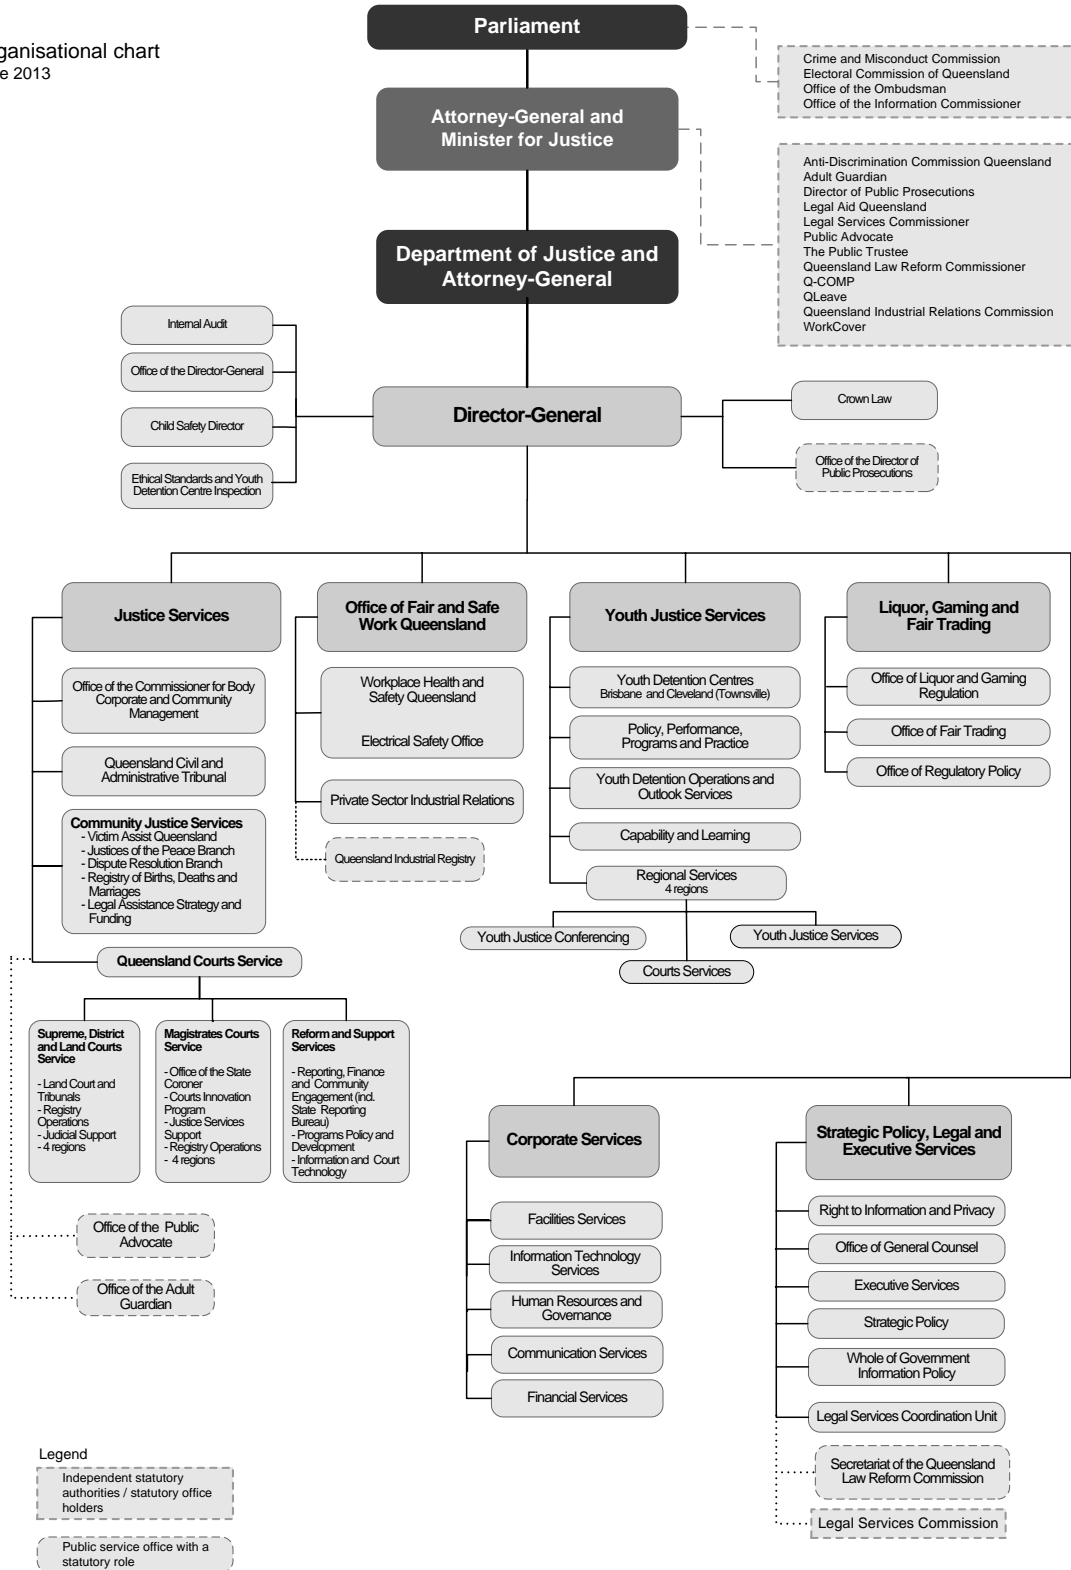 Parliament
ganisational chart
e 2013
Crime and Misconduct Commission
Electoral Commission of Queensland
Office of the Ombudsman
Office of the Information Commissioner
Attorney-General and
Minister for Justice
Anti-Discrimination Commission Queensland
Adult Guardian
Director of Public Prosecutions
Legal Aid Queensland
Legal Services Commissioner
Public Advocate
The Public Trustee
Queensland Law Reform Commissioner
Q-COMP
QLeave
Queensland Industrial Relations Commission
WorkCover
Department of Justice and
Attorney-General
Internal Audit
Office of the Director-General
Child Safety Director
Ethical Standards and Youth
Detention Centre Inspection
Director-General
Crown Law
Office of the Director of
Public Prosecutions
Justice Services
Office of the Commissioner for Body
Corporate and Community
Management
Queensland Civil and
Administrative Tribunal
Community Justice Services
- Victim Assist Queensland
- Justices of the Peace Branch
- Dispute Resolution Branch
- Registry of Births, Deaths and
Marriages
- Legal Assistance Strategy and
Funding
Queensland Courts Service
Supreme, District
and Land Courts
Service
- Land Court and
Tribunals
- Registry
Operations
- Judicial Support
- 4 regions
Magistrates Courts
Service
- Office of the State
Coroner
- Courts Innovation
Program
- Justice Services
Support
- Registry Operations
- 4 regions
Reform and Support
Services
- Reporting, Finance
and Community
Engagement (incl.
State Reporting
Bureau)
- Programs Policy and
Development
- Information and Court
Technology
Office of the Public
Advocate
Office of the Adult
Guardian
Office of Fair and Safe
Work Queensland
Workplace Health and
Safety Queensland
Electrical Safety Office
Private Sector Industrial Relations
Queensland Industrial Registry
Youth Justice Services
Youth Detention Centres
Brisbane and Cleveland (Townsville)
Policy, Performance,
Programs and Practice
Youth Detention Operations and
Outlook Services
Capability and Learning
Regional Services
4 regions
Youth Justice Conferencing
Youth Justice Services
Courts Services
Liquor, Gaming and
Fair Trading
Office of Liquor and Gaming
Regulation
Office of Fair Trading
Office of Regulatory Policy
Corporate Services
Facilities Services
Information Technology
Services
Human Resources and
Governance
Communication Services
Financial Services
Strategic Policy, Legal and
Executive Services
Right to Information and Privacy
Office of General Counsel
Executive Services
Strategic Policy
Whole of Government
Information Policy
Legal Services Coordination Unit
Secretariat of the Queensland
Law Reform Commission
Legal Services Commission
Legend
Independent statutory
authorities / statutory office
holders
Public service office with a
statutory role